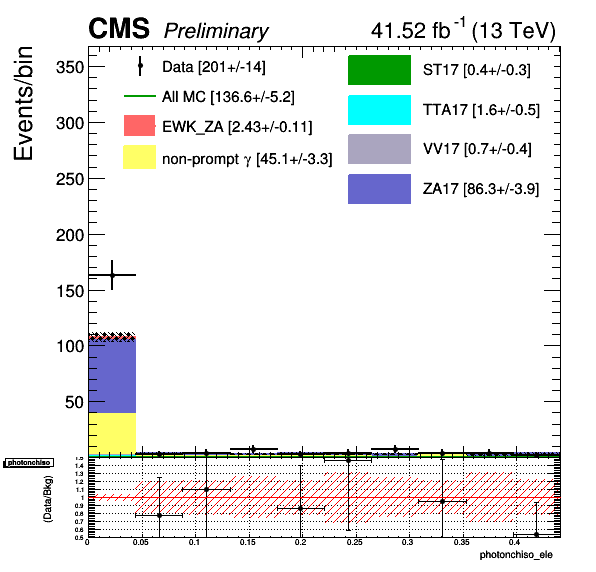 CMS Preliminary 41.52 fb⁻¹ (13 TeV)
Events/bin
350
300
250
200
150
100
50
Data [201+/-14]
All MC [136.6+/-5.2]
EWK_ZA [2.43+/-0.11]
non-prompt γ [45.1+/-3.3]
ST17 [0.4+/-0.3]
TTA17 [1.6+/-0.5]
VV17 [0.7+/-0.4]
ZA17 [86.3+/-3.9]
photonchiso
(Data/Bkg)
1.5
1.4
1.3
1.2
1.1
1
0.9
0.8
0.7
0.6
0.5
0 0.05 0.1 0.15 0.2 0.25 0.3 0.35 0.4
photonchiso_ele